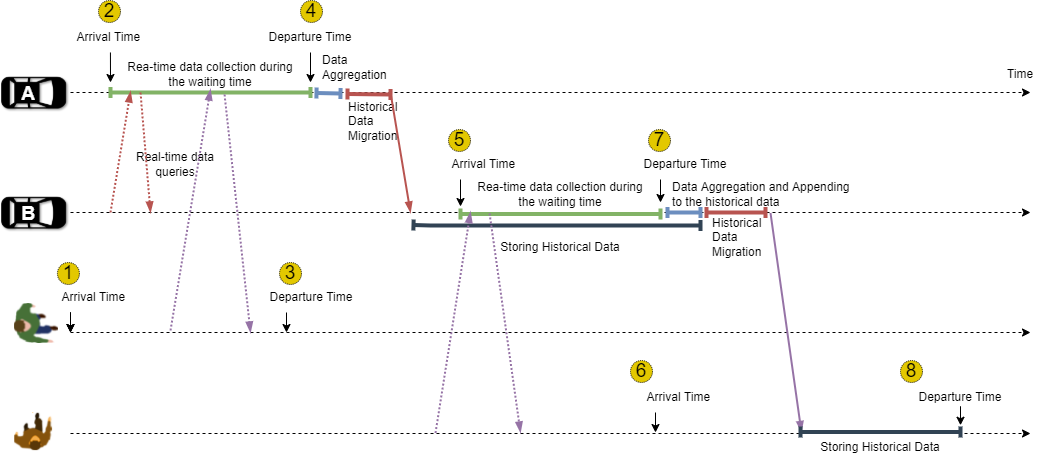 2
4
Arrival Time
Departure Time
Rea-time data collection during
the waiting time
Data
Aggregation
Time
A
Historical
Data
Migration
5
7
Real-time data
queries
Arrival Time
Departure Time
Rea-time data collection during
the waiting time
Data Aggregation and Appending
to the historical data
B
Historical
Data
Migration
Storing Historical Data
1
3
Arrival Time
Departure Time
6
8
Arrival Time
Departure Time
Storing Historical Data